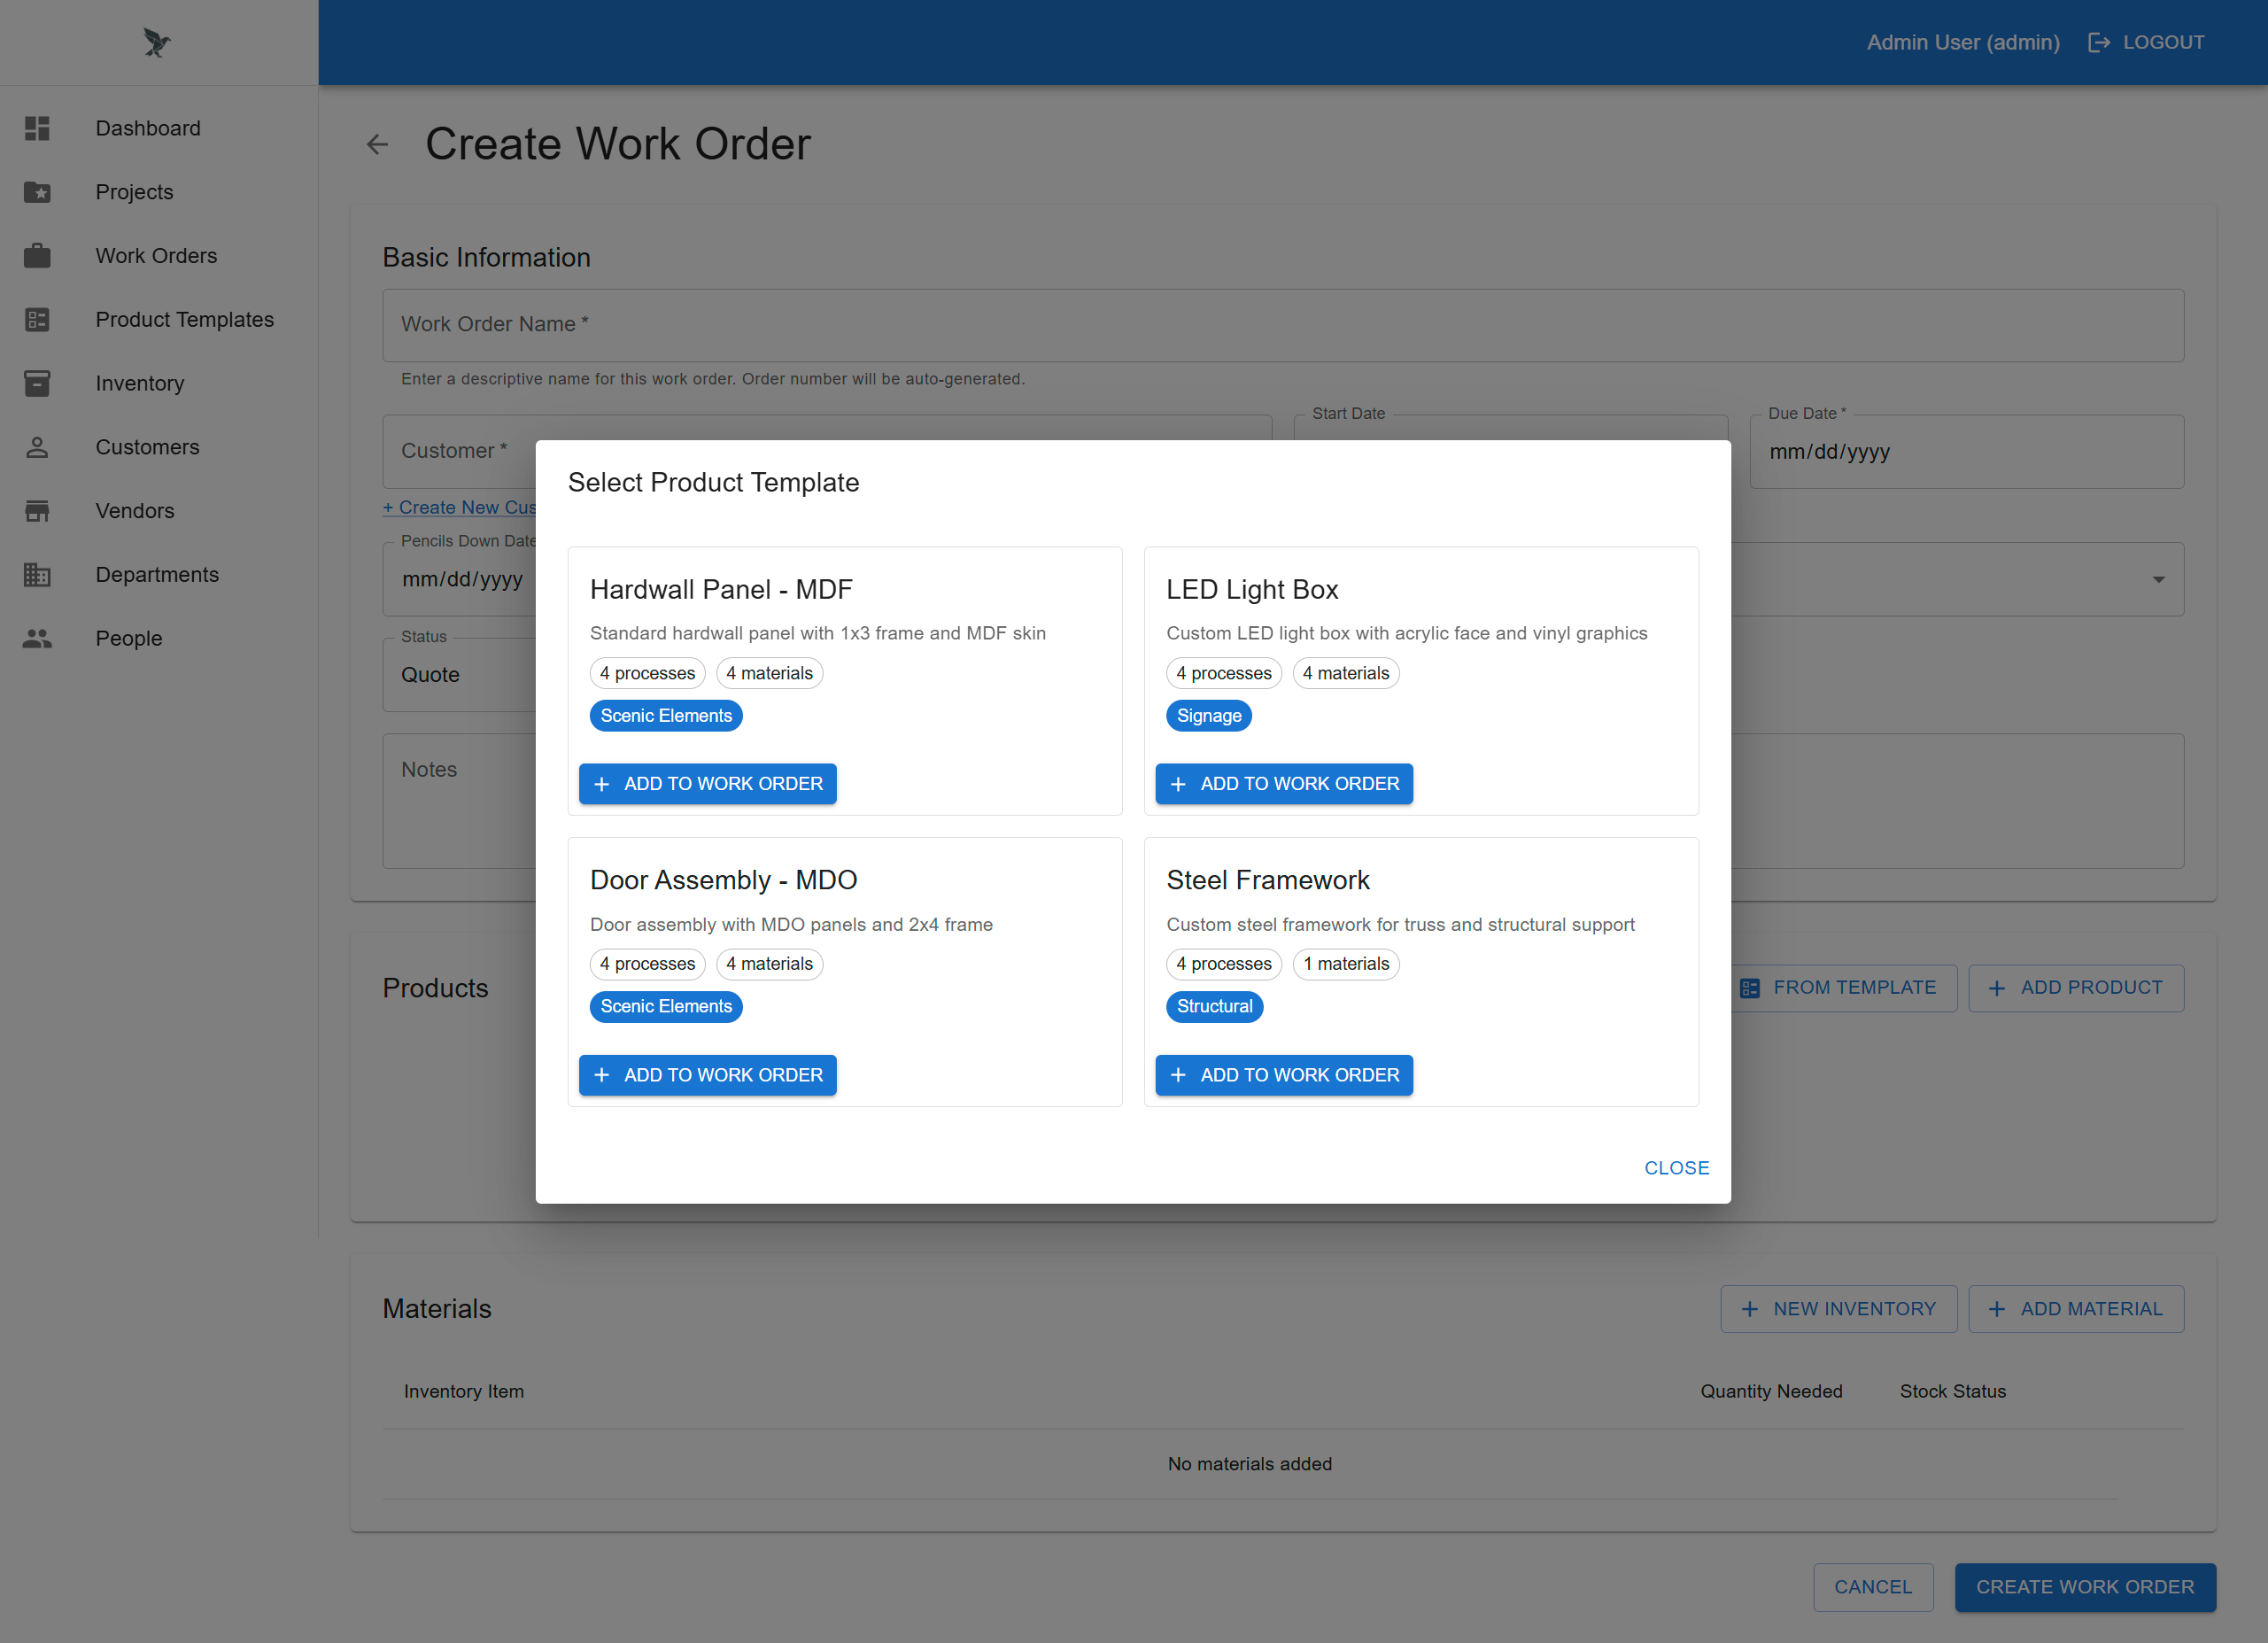 Admin User (admin)
LOGOUT
Dashboard
Projects
Work Orders
Product Templates
Inventory
Customers
Vendors
Departments
People
Create Work Order
Basic Information
Work Order Name *
Enter a descriptive name for this work order. Order number will be auto-generated.
Customer *
Start Date
Due Date *
mm/dd/yyyy
+ Create New Cus
Pencils Down Date
mm/dd/yyyy
Status
Quote
Notes
Select Product Template
Hardwall Panel - MDF
Standard hardwall panel with 1x3 frame and MDF skin
4 processes
4 materials
Scenic Elements
ADD TO WORK ORDER
LED Light Box
Custom LED light box with acrylic face and vinyl graphics
4 processes
4 materials
Signage
ADD TO WORK ORDER
Door Assembly - MDO
Door assembly with MDO panels and 2x4 frame
4 processes
4 materials
Scenic Elements
ADD TO WORK ORDER
Steel Framework
Custom steel framework for truss and structural support
4 processes
1 materials
Structural
ADD TO WORK ORDER
CLOSE
Products
FROM TEMPLATE
ADD PRODUCT
Materials
NEW INVENTORY
ADD MATERIAL
Inventory Item
Quantity Needed
Stock Status
No materials added
CANCEL
CREATE WORK ORDER